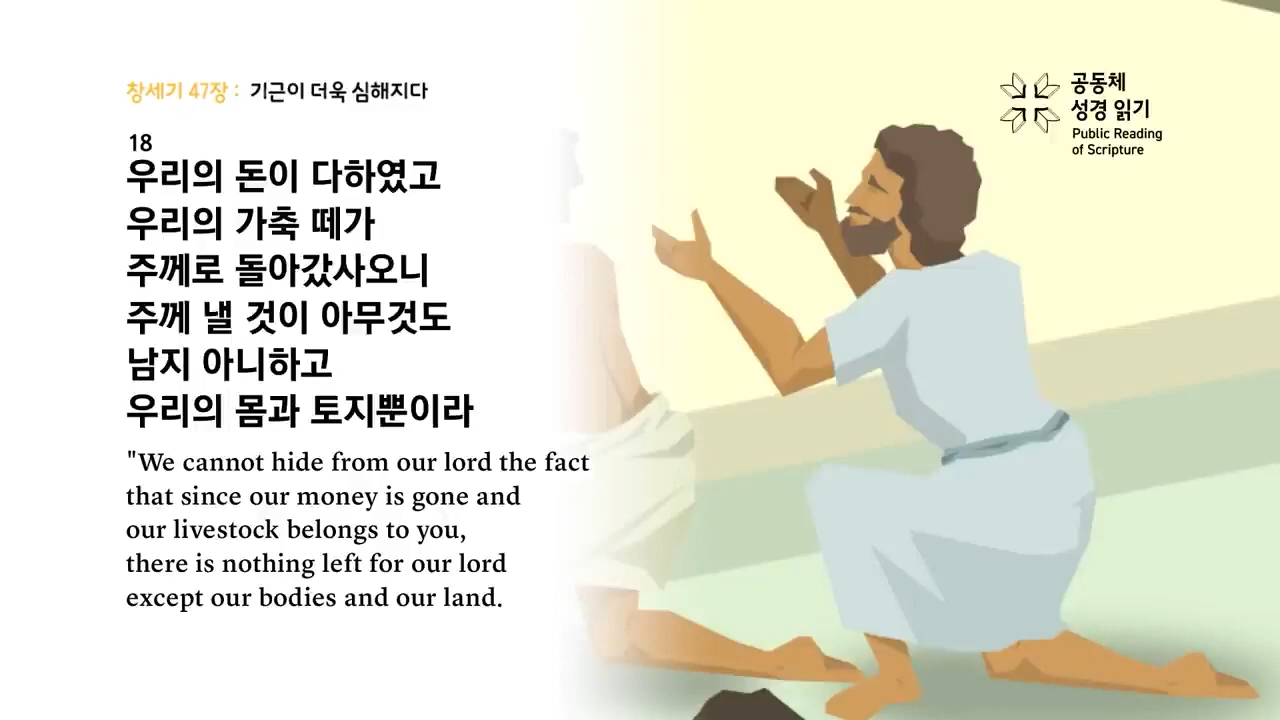 창세기 47장 : 기근이 더욱 심해지다
공동체
성경 읽기
Public Reading
of Scripture
18
우리의 돈이 다하였고
우리의 가축 떼가
주께로 돌아갔사오니
주께 낼 것이 아무것도
남지 아니하고
우리의 몸과 토지뿐이라
"We cannot hide from our lord the fact
that since our money is gone and
our livestock belongs to you,
there is nothing left for our lord
except our bodies and our land.